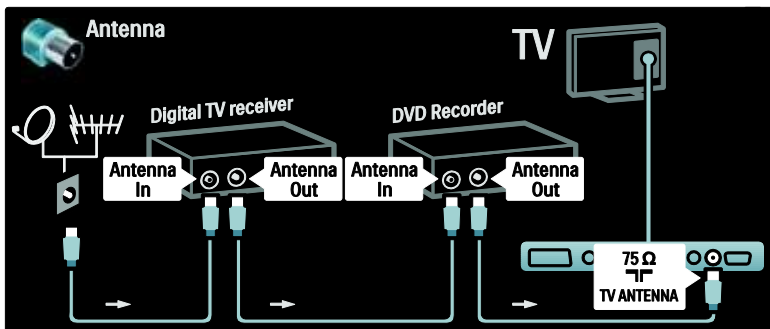 Antenna
TV
Digital TV receiver
DVD Recorder
Antenna
In
Antenna
Out
Antenna
In
Antenna
Out
75 Ω
TV ANTENNA